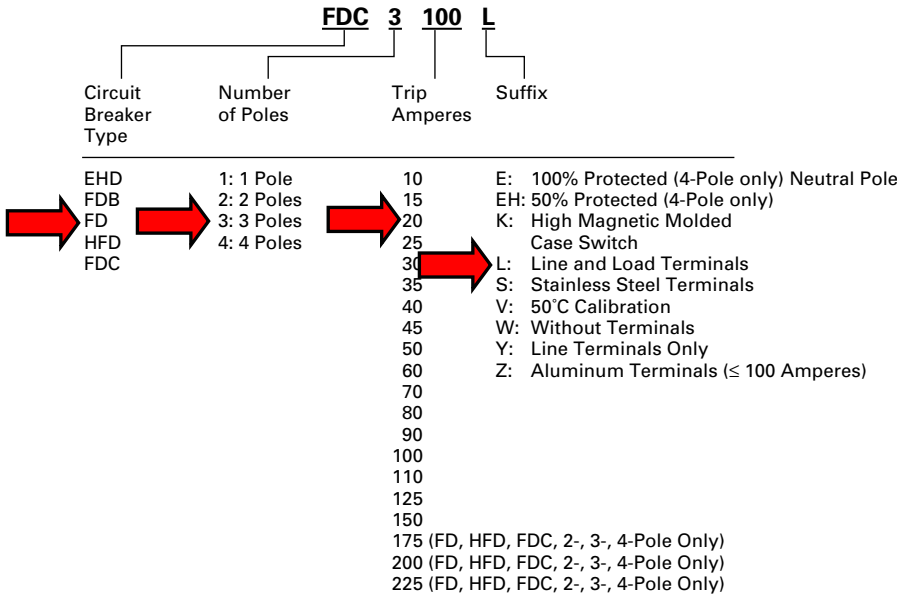 FDC 3 100 L
Circuit Breaker Type
Number of Poles
Trip Amperes
Suffix
EHD
FDB
FD
HFD
FDC
1: 1 Pole
2: 2 Poles
3: 3 Poles
4: 4 Poles
10
15
20
25
30
35
40
45
50
60
70
80
90
100
110
125
150
175 (FD, HFD, FDC, 2-, 3-, 4-Pole Only)
200 (FD, HFD, FDC, 2-, 3-, 4-Pole Only)
225 (FD, HFD, FDC, 2-, 3-, 4-Pole Only)
E: 100% Protected (4-Pole only) Neutral Pole
EH: 50% Protected (4-Pole only)
K: High Magnetic Molded
Case Switch
L: Line and Load Terminals
S: Stainless Steel Terminals
V: 50˚C Calibration
W: Without Terminals
Y: Line Terminals Only
Z: Aluminum Terminals (≤ 100 Amperes)